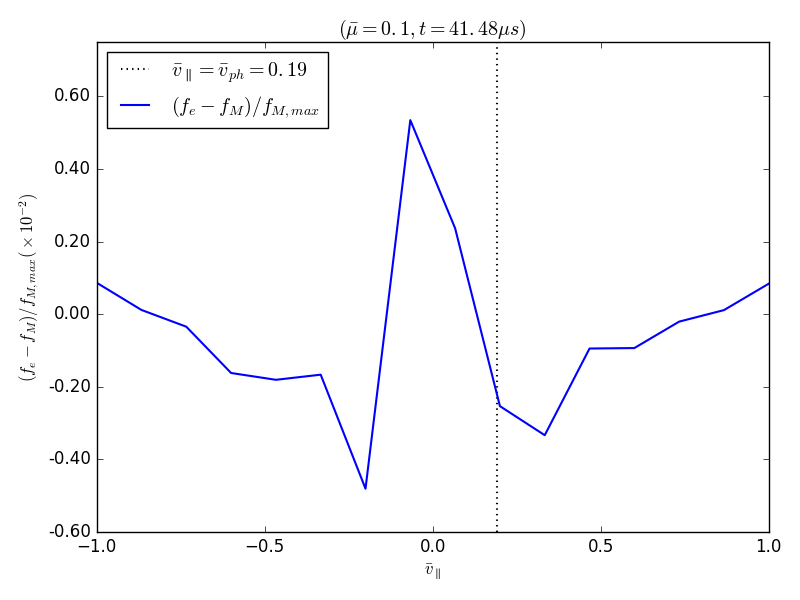 (μ̄ = 0.1, t = 41.48μs)
v̄∥ = v̄ph = 0.19
(fe − fM)/fM,max
(fe − fM)/fM,max(×10−2)
0.60
0.40
0.20
0.00
-0.20
-0.40
-0.60
−1.0 −0.5 0.0 0.5 1.0
v̄∥